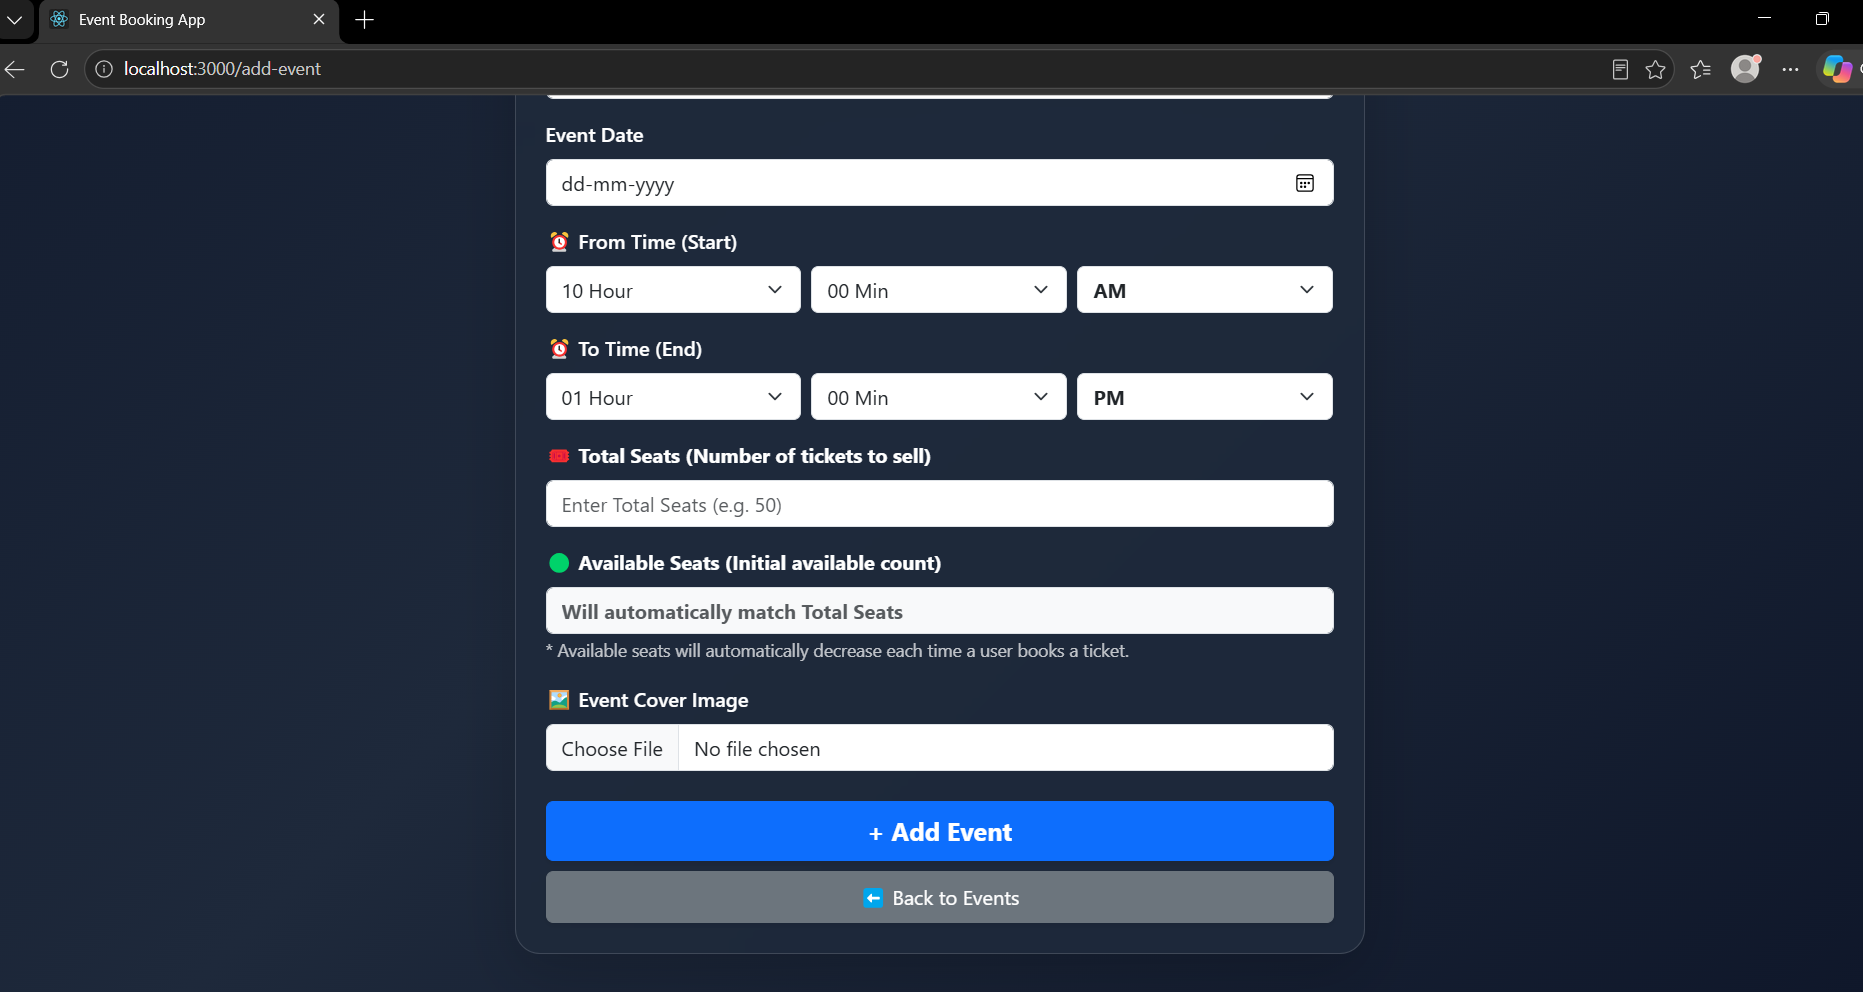 Event Booking App
localhost:3000/add-event
Event Date
dd-mm-yyyy
From Time (Start)
10 Hour 00 Min AM
To Time (End)
01 Hour 00 Min PM
Total Seats (Number of tickets to sell)
Enter Total Seats (e.g. 50)
Available Seats (Initial available count)
Will automatically match Total Seats
* Available seats will automatically decrease each time a user books a ticket.
Event Cover Image
Choose File No file chosen
+ Add Event
Back to Events